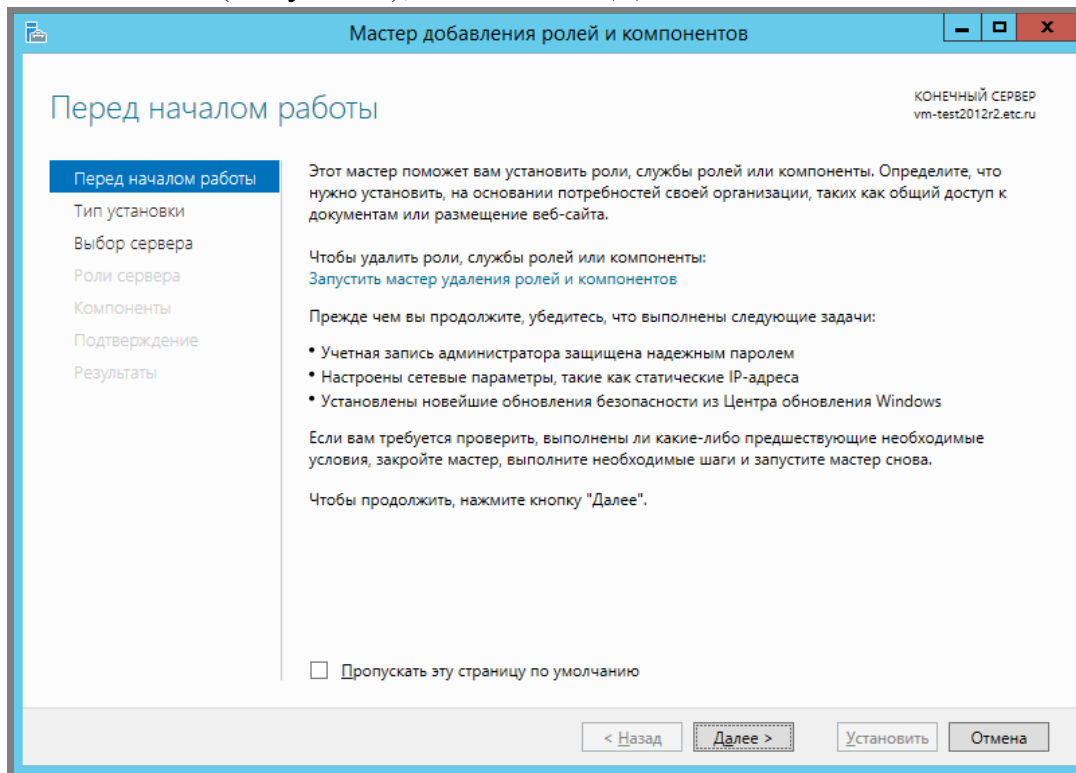 Мастер добавления ролей и компонентов
Перед началом работы
КОНЕЧНЫЙ СЕРВЕР
vm-test2012r2.etc.ru
Перед началом работы
Тип установки
Выбор сервера
Роли сервера
Компоненты
Подтверждение
Результаты
Этот мастер поможет вам установить роли, службы ролей или компоненты. Определите, что
нужно установить, на основании потребностей своей организации, таких как общий доступ к
документам или размещение веб-сайта.
Чтобы удалить роли, службы ролей или компоненты:
Запустить мастер удаления ролей и компонентов
Прежде чем вы продолжите, убедитесь, что выполнены следующие задачи:
• Учетная запись администратора защищена надежным паролем
• Настроены сетевые параметры, такие как статические IP-адреса
• Установлены новейшие обновления безопасности из Центра обновления Windows
Если вам требуется проверить, выполнены ли какие-либо предшествующие необходимые
условия, закройте мастер, выполните необходимые шаги и запустите мастер снова.
Чтобы продолжить, нажмите кнопку "Далее".
Пропускать эту страницу по умолчанию
< Назад
Далее >
Установить
Отмена